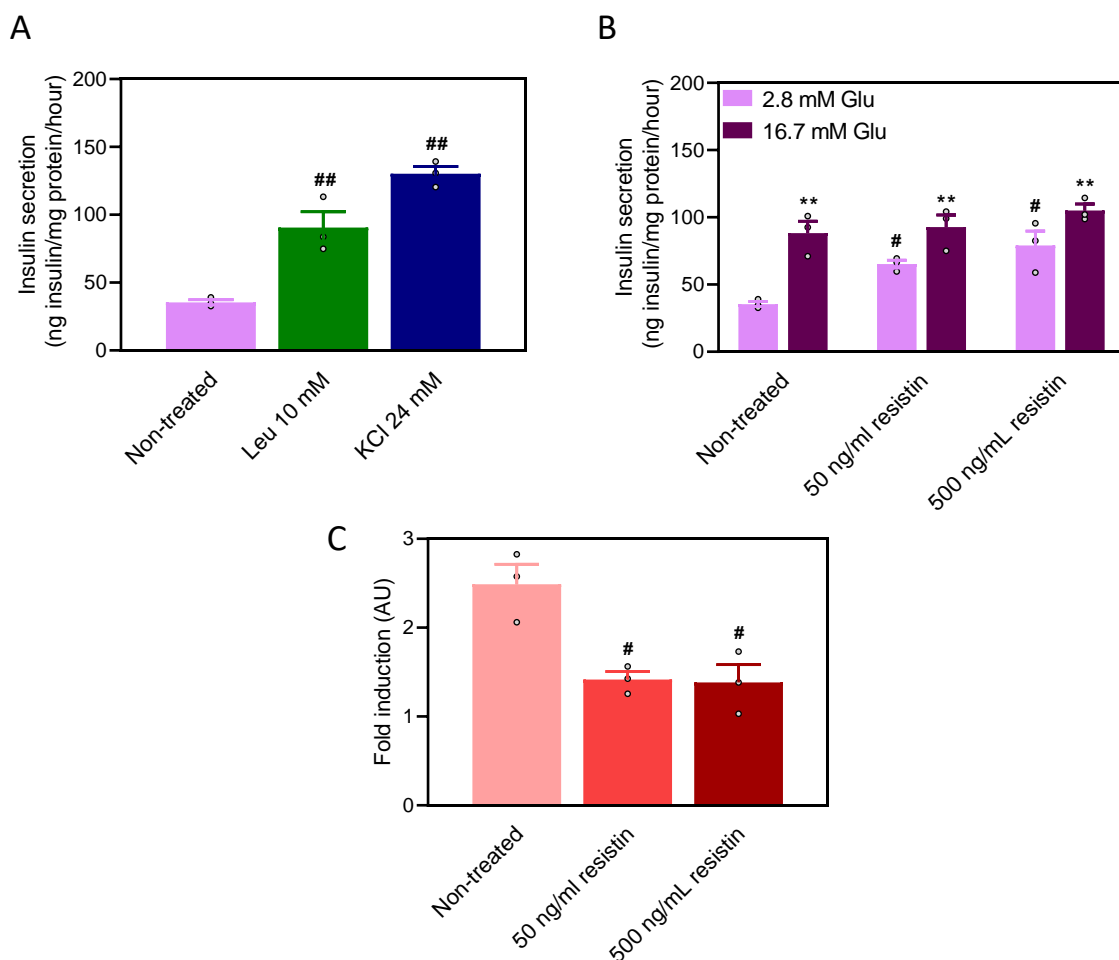 A
Insulin secretion
(ng insulin/mg protein/hour)
200
150
100
50
0
##
##
Non-treated
Leu 10 mM
KCl 24 mM
B
Insulin secretion
(ng insulin/mg protein/hour)
200
150
100
50
0
2.8 mM Glu
16.7 mM Glu
**
#
**
#
**
Non-treated
50 ng/ml resistin
500 ng/mL resistin
C
Fold induction (AU)
3
2
1
0
#
#
Non-treated
50 ng/ml resistin
500 ng/mL resistin